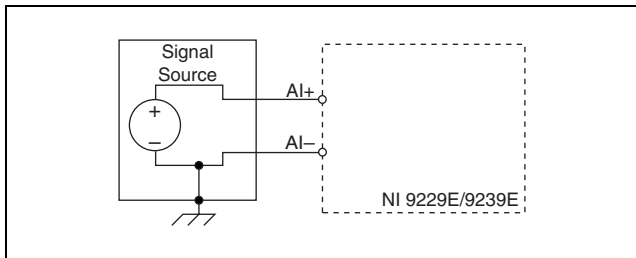 Signal
Source
AI+
+
–
AI–
NI 9229E/9239E